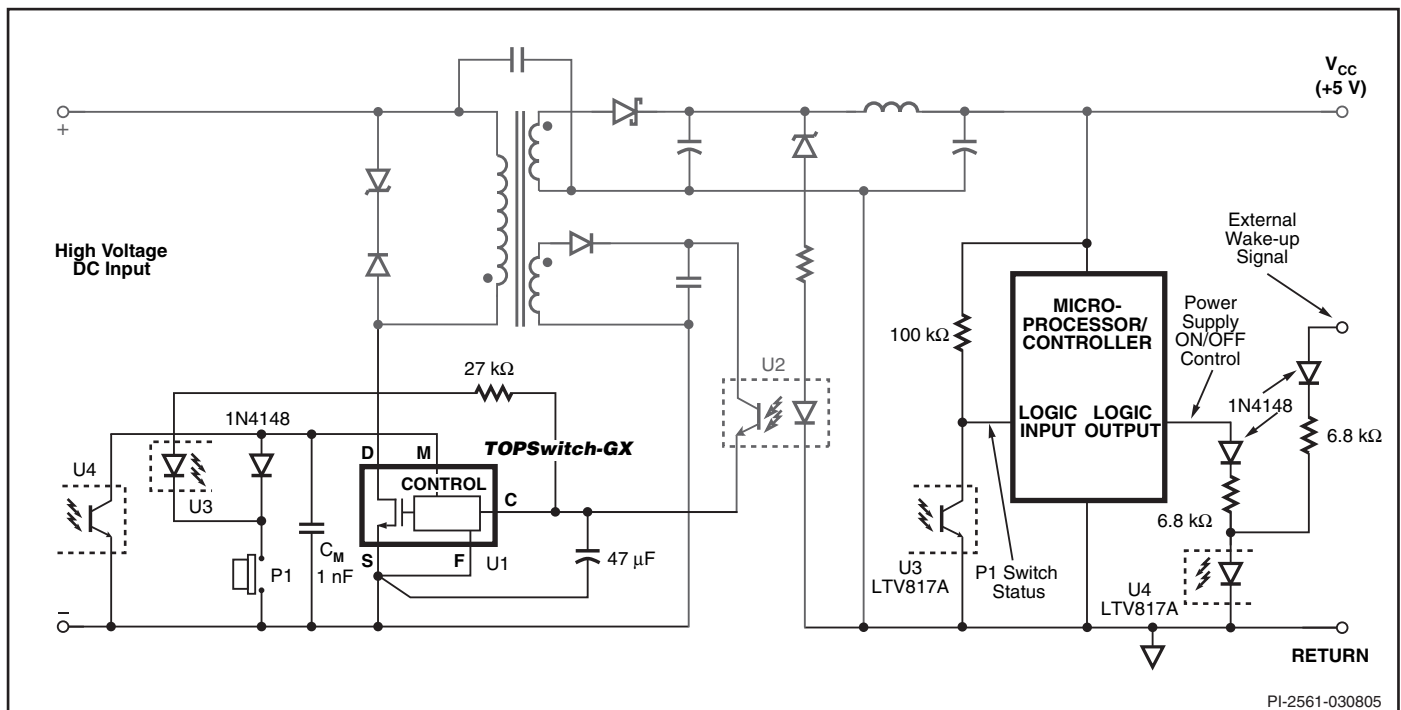 V_CC
(+5 V)
+
High Voltage
DC Input
External
Wake-up
Signal
MICRO-
PROCESSOR/
CONTROLLER
Power
Supply
ON/OFF
Control
100 kΩ
U2
27 kΩ
1N4148
LOGIC
INPUT
LOGIC
OUTPUT
1N4148
6.8 kΩ
TOPSwitch-GX
U4
U3
D
M
CONTROL
C
S
F
U1
C_M
1 nF
P1
47 µF
6.8 kΩ
U3
LTV817A
P1 Switch
Status
U4
LTV817A
–
RETURN
PI-2561-030805